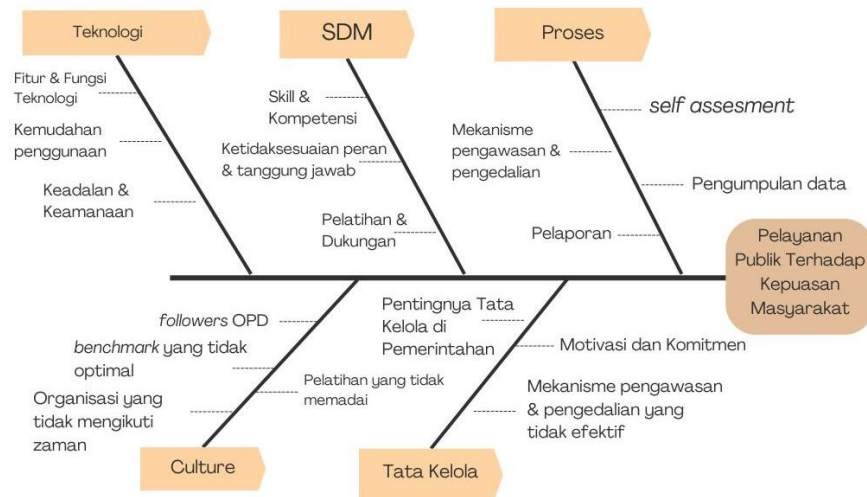 Teknologi
SDM
Proses
Fitur & Fungsi
Teknologi
Kemudahan
penggunaan
Keadalan &
Keamanaan
Skill &
Kompetensi
Ketidaksesuaian peran
& tanggung jawab
Pelatihan &
Dukungan
self assesment
Mekanisme
pengawasan &
pengedalian
Pengumpulan data
Pelaporan
Pelayanan
Publik Terhadap
Kepuasan
Masyarakat
followers OPD
benchmark yang tidak
optimal
Pelatihan yang tidak
memadai
Organisasi yang
tidak mengikuti
zaman
Culture
Pentingnya Tata
Kelola di
Pemerintahan
Motivasi dan Komitmen
Mekanisme pengawasan
& pengedalian yang
tidak efektif
Tata Kelola